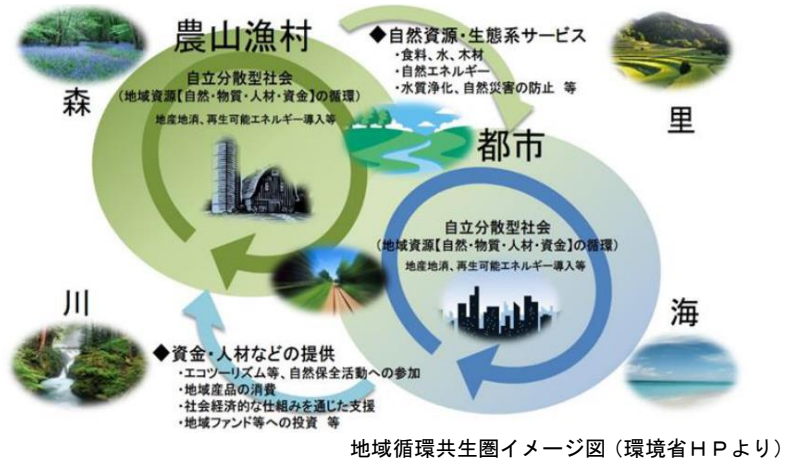 農山漁村
自立分散型社会
(地域資源【自然・物質・人材・資金】の循環)
地産地消、再生可能エネルギー導入等
森
◆自然資源・生態系サービス
・食料、水、木材
・自然エネルギー
・水質浄化、自然災害の防止 等
里
都市
自立分散型社会
(地域資源【自然・物質・人材・資金】の循環)
地産地消、再生可能エネルギー導入等
川
海
◆資金・人材などの提供
・エコツーリズム等、自然保全活動への参加
・地域産品の消費
・社会経済的な仕組みを通じた支援
・地域ファンド等への投資 等
地域循環共生圏イメージ図（環境省ＨＰより）